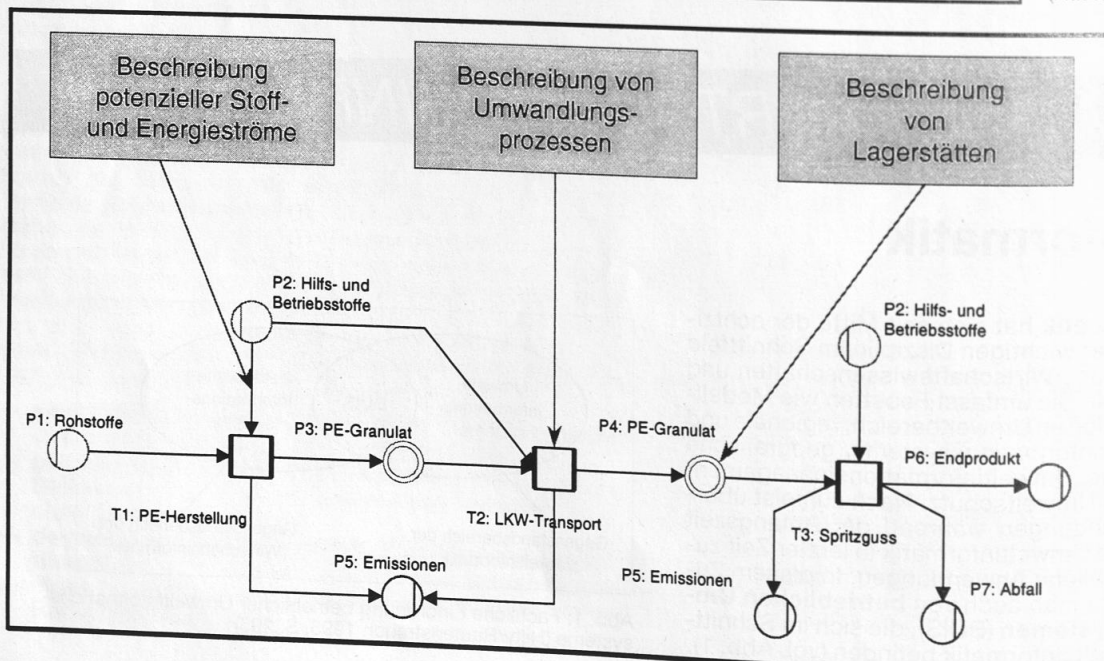 Beschreibung
potenzieller Stoff-
und Energieströme
Beschreibung von
Umwandlungs-
prozessen
Beschreibung
von
Lagerstätten
P2: Hilfs- und
Betriebsstoffe
P2: Hilfs- und
Betriebsstoffe
P1: Rohstoffe
P3: PE-Granulat
P4: PE-Granulat
P6: Endprodukt
T1: PE-Herstellung
T2: LKW-Transport
T3: Spritzguss
P5: Emissionen
P5: Emissionen
P7: Abfall